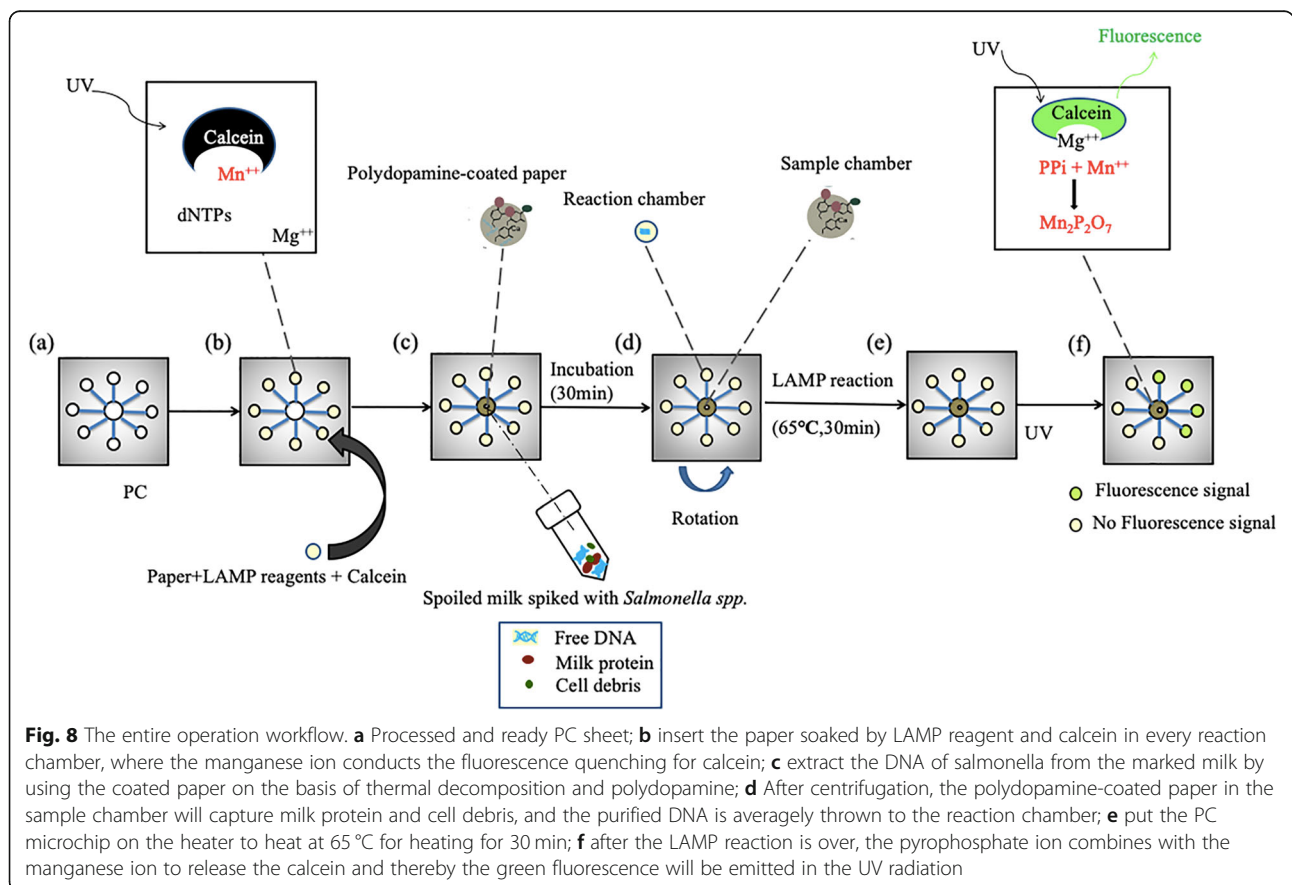 UV
Calcein
Mn⁺⁺
dNTPs
Mg⁺⁺
Polydopamine-coated paper
Reaction chamber
Sample chamber
UV
Fluorescence
Calcein
Mg⁺⁺
PPi + Mn⁺⁺
Mn₂P₂O₇
(a)
(b)
(c)
Incubation
(30min)
(d)
LAMP reaction
(65℃,30min)
(e)
UV
(f)
PC
Rotation
Fluorescence signal
No Fluorescence signal
Paper+LAMP reagents + Calcein
Spoiled milk spiked with Salmonella spp.
Free DNA
Milk protein
Cell debris
Fig. 8 The entire operation workflow. a Processed and ready PC sheet; b insert the paper soaked by LAMP reagent and calcein in every reaction
chamber, where the manganese ion conducts the fluorescence quenching for calcein; c extract the DNA of salmonella from the marked milk by
using the coated paper on the basis of thermal decomposition and polydopamine; d After centrifugation, the polydopamine-coated paper in the
sample chamber will capture milk protein and cell debris, and the purified DNA is averagely thrown to the reaction chamber; e put the PC
microchip on the heater to heat at 65 °C for heating for 30 min; f after the LAMP reaction is over, the pyrophosphate ion combines with the
manganese ion to release the calcein and thereby the green fluorescence will be emitted in the UV radiation